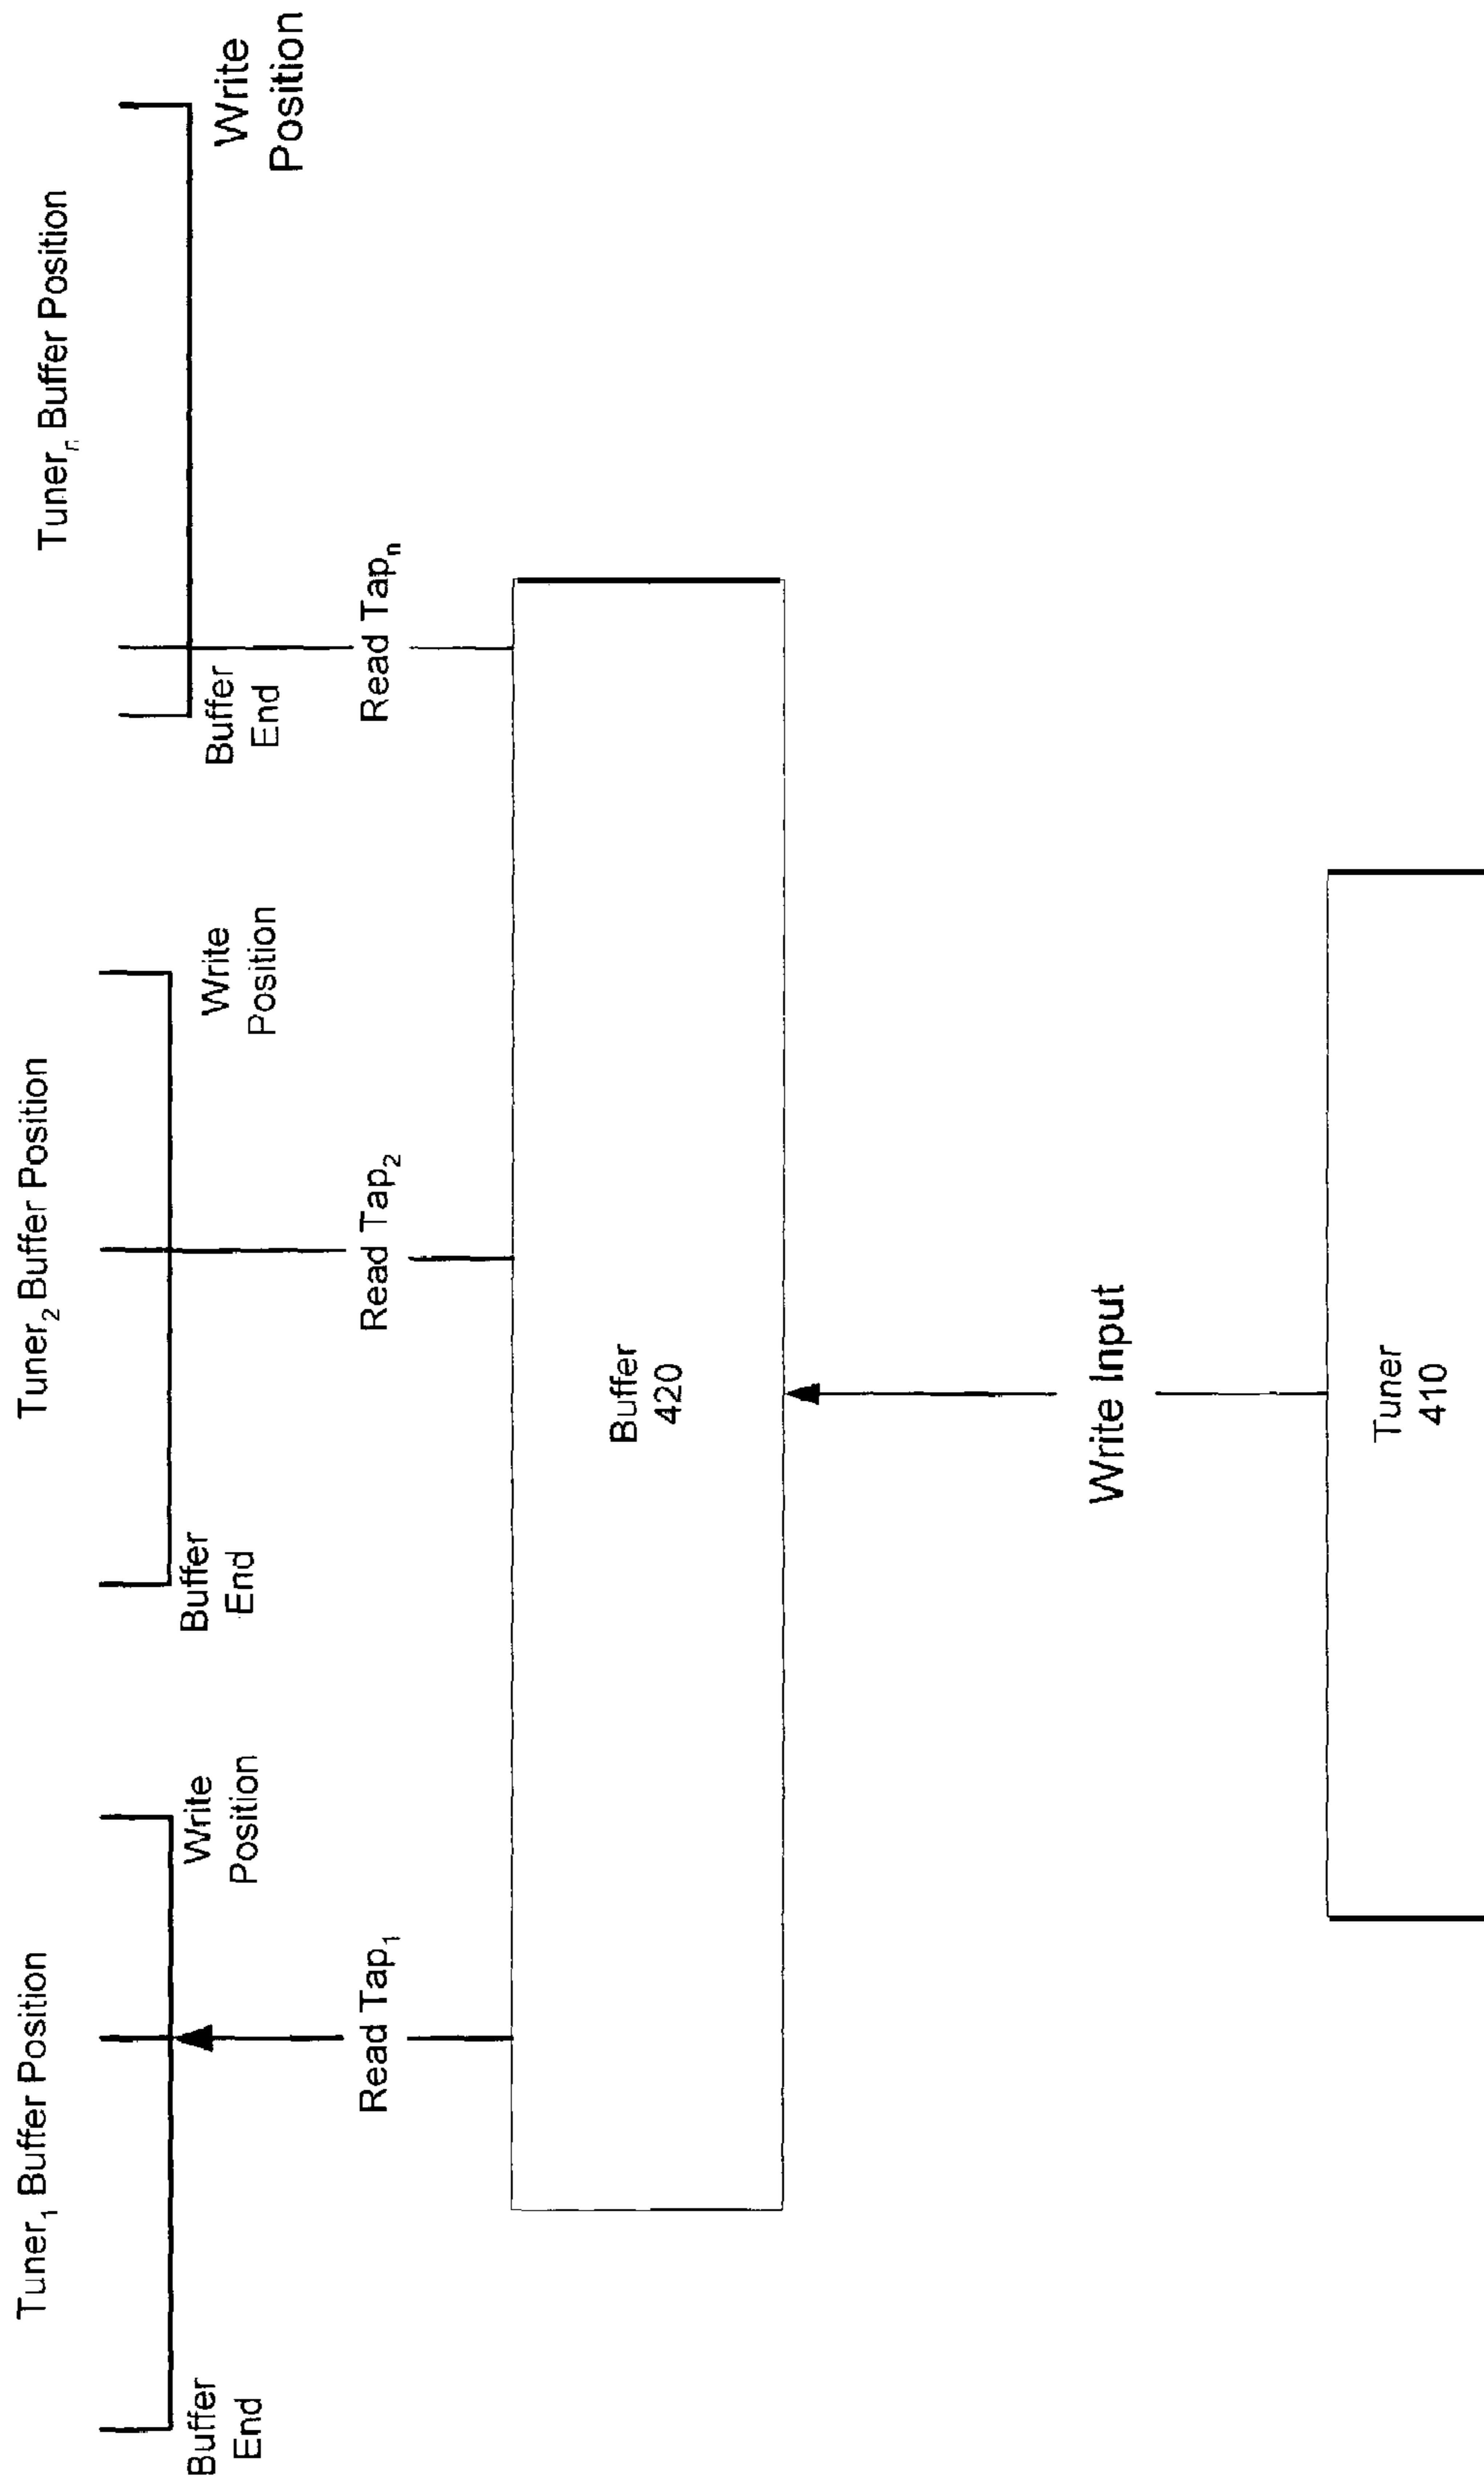 Tuner₁ Buffer Position
Tuner₂ Buffer Position
Tunerₙ Buffer Position
Buffer
End
Write
Position
Buffer
End
Write
Position
Buffer
End
Write
Position
Read Tap₁
Read Tap₂
Read Tapₙ
Buffer
420
Write Input
Tuner
410